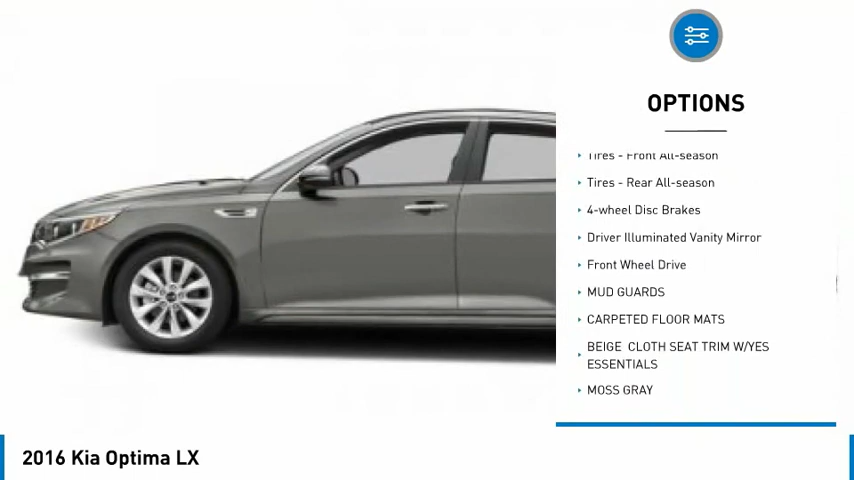 OPTIONS
Tires - Front All-season
Tires - Rear All-season
4-wheel Disc Brakes
Driver Illuminated Vanity Mirror
Front Wheel Drive
MUD GUARDS
CARPETED FLOOR MATS
BEIGE CLOTH SEAT TRIM W/YES
ESSENTIALS
MOSS GRAY
2016 Kia Optima LX